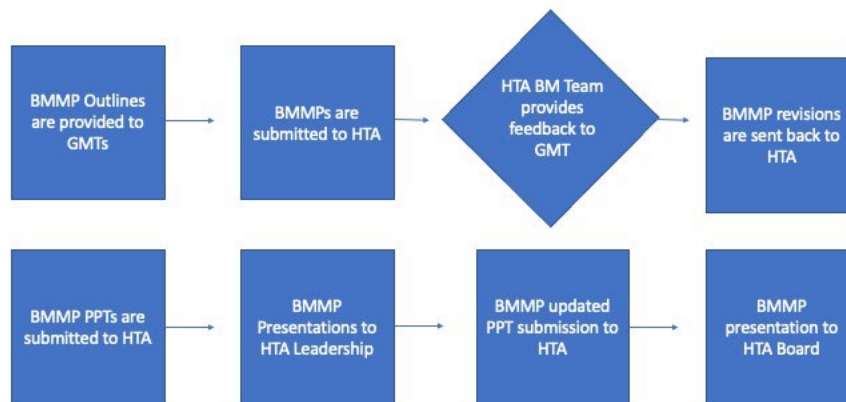 BMMP Outlines
are provided to
GMTs
BMMPs are
submitted to HTA
HTA BM Team
provides
feedback to
GMT
BMMP revisions
are sent back to
HTA
BMMP PPTs are
submitted to HTA
BMMP
Presentations to
HTA Leadership
BMMP updated
PPT submission to
HTA
BMMP
presentation to
HTA Board